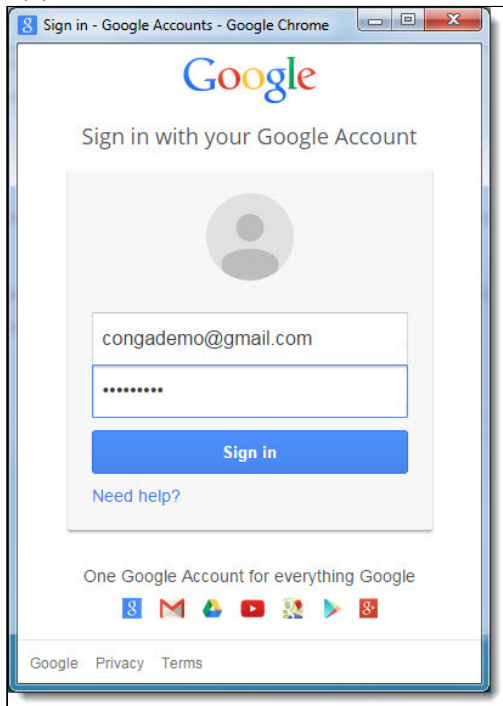 Sign in - Google Accounts - Google Chrome
Google
Sign in with your Google Account
congademo@gmail.com
•••••••••
Sign in
Need help?
One Google Account for everything Google
Google Privacy Terms